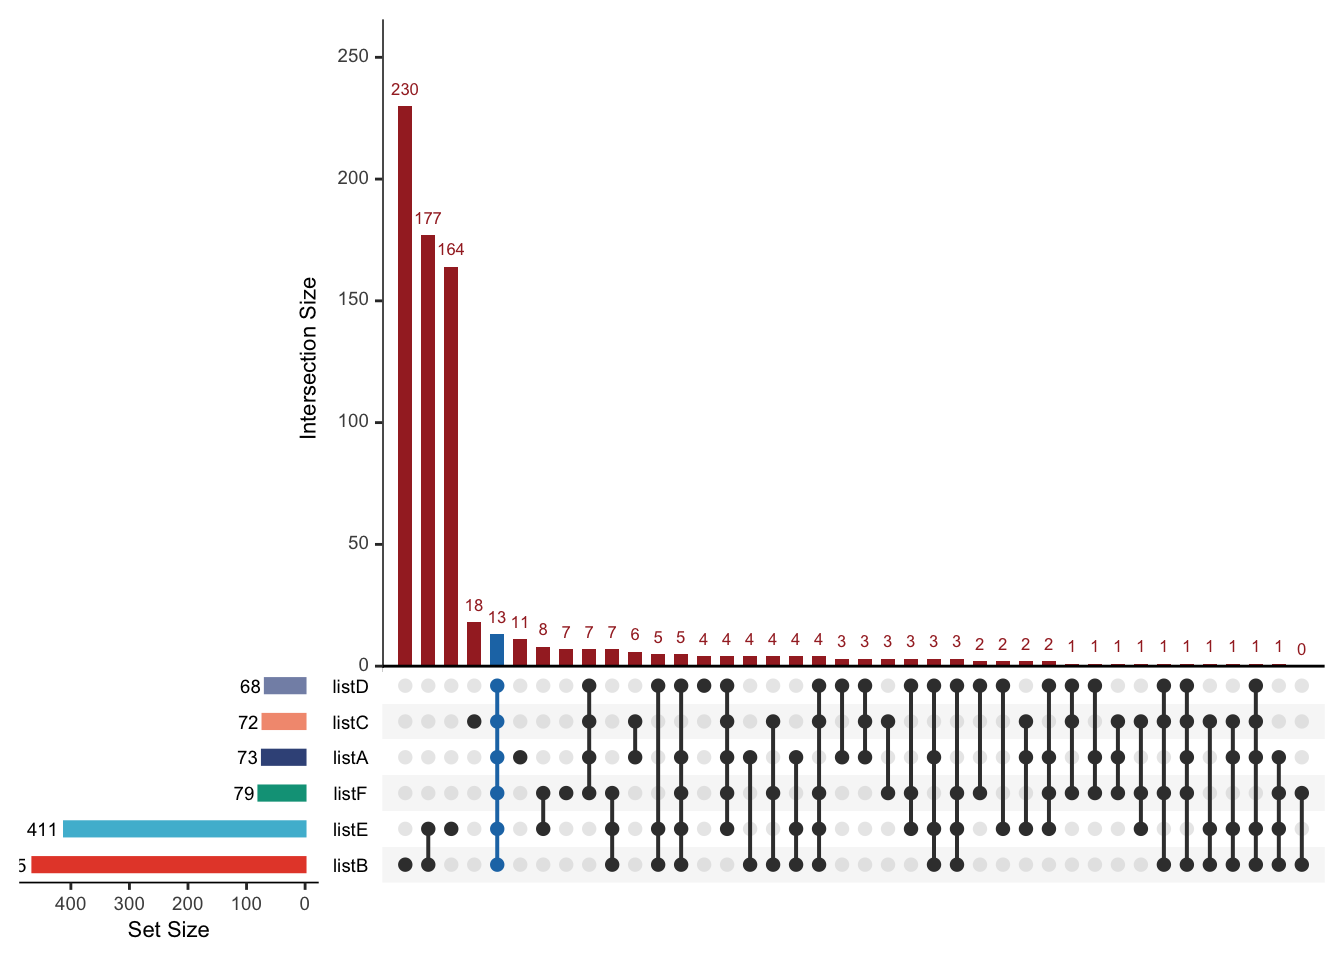 250
230
200
177
164
150
Intersection Size
100
50
18 13 11 8 7 7 7 6 5 5 4 4 4 4 4 4 3 3 3 3 3 3 2 2 2 2 1 1 1 1 1 1 1 1 1 1 0
0
68 listD
72 listC
73 listA
79 listF
411 listE
5 listB
400 300 200 100 0
Set Size